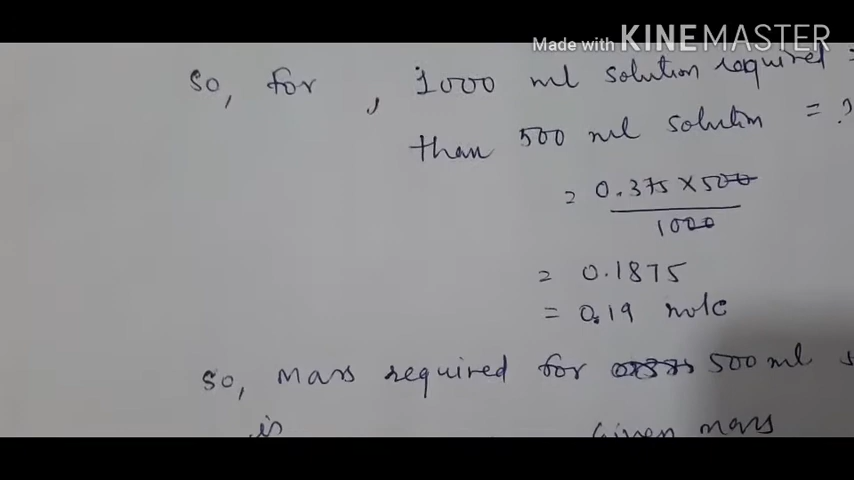 Made with KINEMASTER
so, for , 1000 ml solution required =
than 500 ml solution = ?
= 0.375 × 500
1000
= 0.1875
= 0.19 mole
so, mass required for 500 ml s
is Given mass